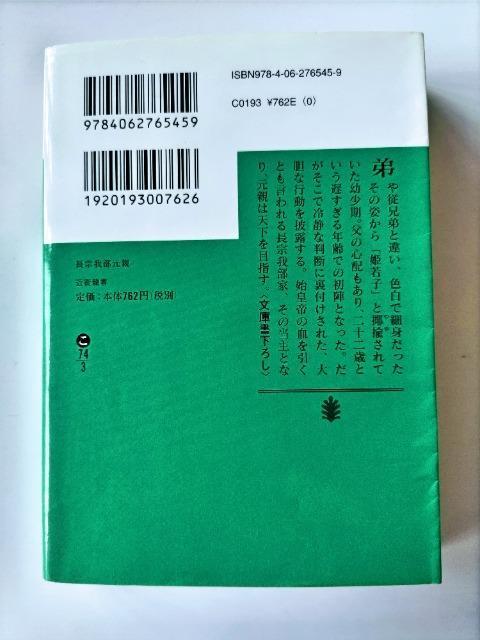 ISBN978-4-06-276545-9
C0193 ¥762E (0)
9784062765459
1920193007626
弟や従兄弟と違い、色白で細身だった
その姿から「姫若子」と揶揄されて
やゆ
いた幼少期。父の心配もあり、二十二歳と
いう遅すぎる年齢での初陣となった。だ
がそこで冷静な判断に裏付けされた、大
胆な行動を披露する。始皇帝の血を引く
とも言われる長宗我部家、その当主とな
り、元親は天下を目指す。〈文庫書下ろし〉
長宗我部元親
近衛龍春
定価:本体762円(税別)
こ
74
3